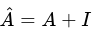 Â = A + I